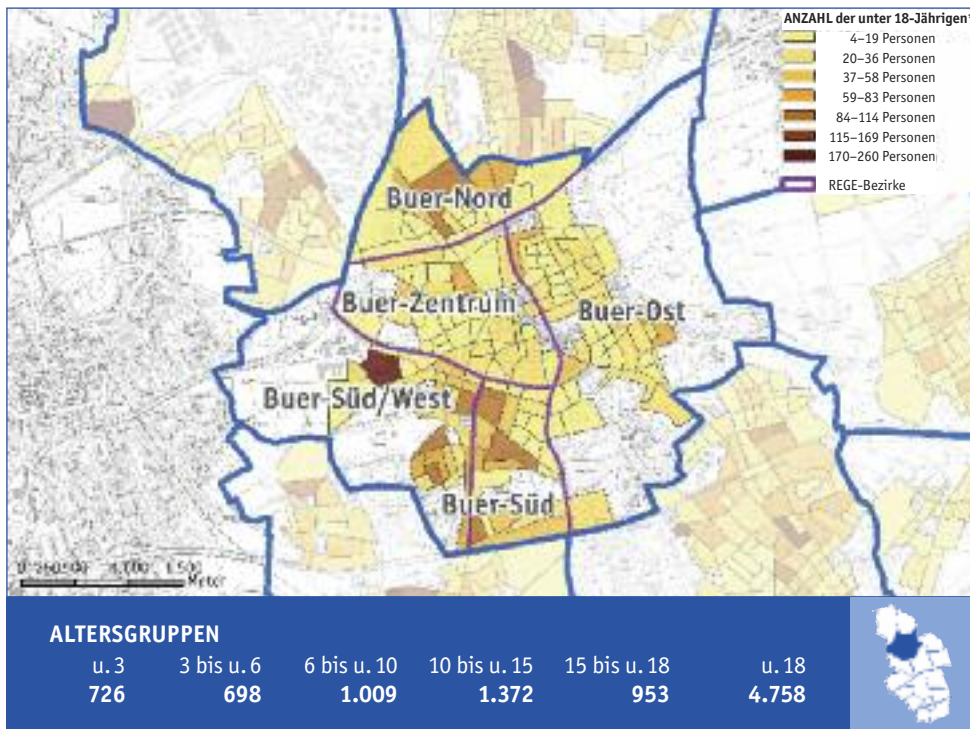 ANZAHL der unter 18-Jährigen*
4–19 Personen
20–36 Personen
37–58 Personen
59–83 Personen
84–114 Personen
115–169 Personen
170–260 Personen
REGE-Bezirke
Buer-Nord
Buer-Zentrum
Buer-Ost
Buer-Süd/West
Buer-Süd
Meter
ALTERSGRUPPEN
u. 3 3 bis u. 6 6 bis u. 10 10 bis u. 15 15 bis u. 18 u. 18
726 698 1.009 1.372 953 4.758